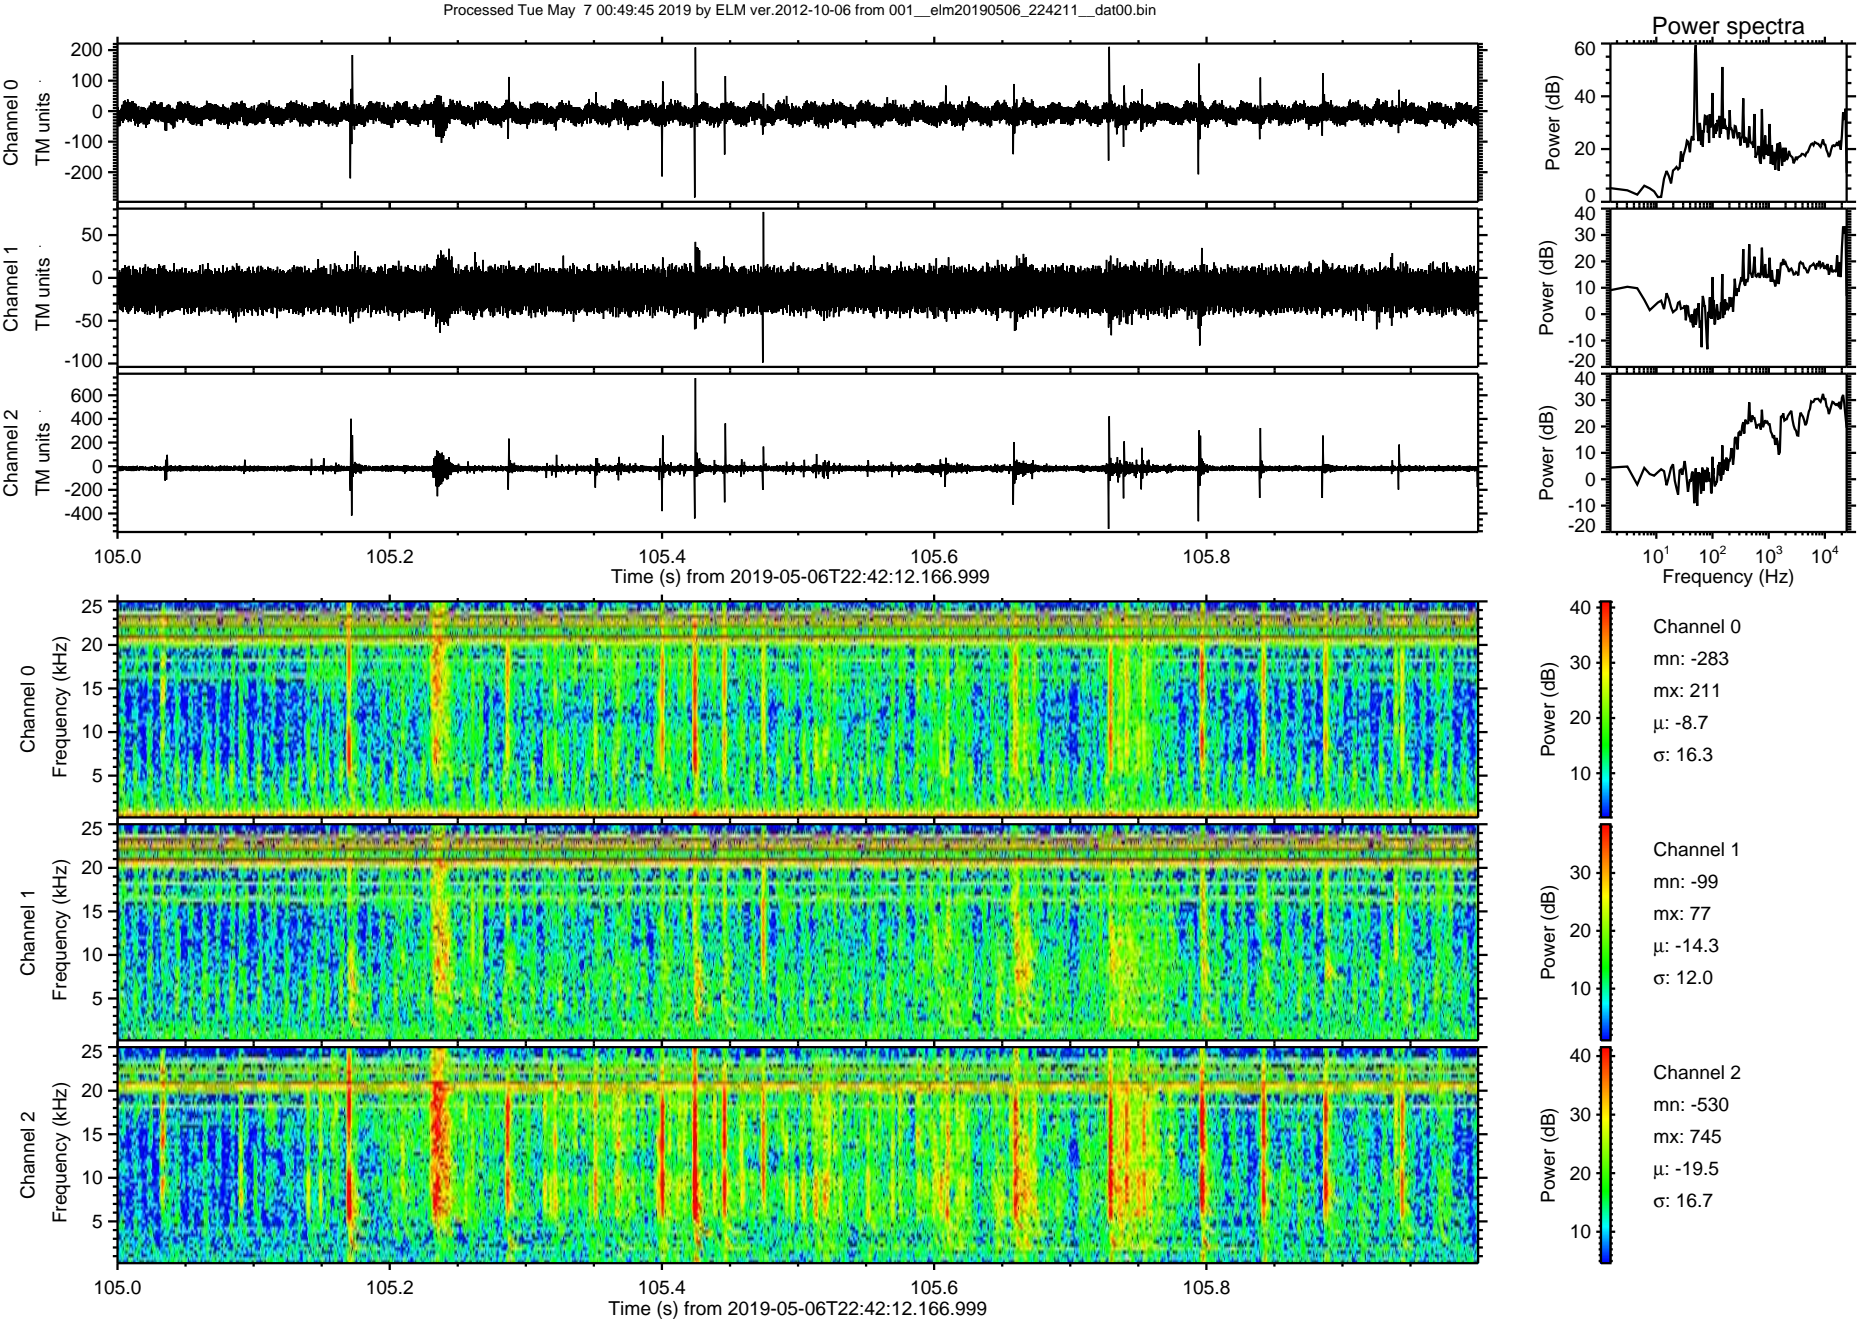 Processed Tue May  7 00:49:45 2019 by ELM ver.2012-10-06 from 001__elm20190506_224211__dat00.bin
Power spectra
Channel 0
TM units
200
100
0
-100
-200
Power (dB)
60
40
20
0
Channel 1
TM units
50
0
-50
-100
Power (dB)
40
30
20
10
0
-10
-20
Channel 2
TM units
600
400
200
0
-200
-400
Power (dB)
40
30
20
10
0
-10
-20
105.0 105.2 105.4 105.6 105.8
Time (s) from 2019-05-06T22:42:12.166.999
10¹ 10² 10³ 10⁴
Frequency (Hz)
Channel 0
Frequency (kHz)
25
20
15
10
5
Power (dB)
40
30
20
10
Channel 0
mn: -283
mx: 211
μ: -8.7
σ: 16.3
Channel 1
Frequency (kHz)
25
20
15
10
5
Power (dB)
30
20
10
Channel 1
mn: -99
mx: 77
μ: -14.3
σ: 12.0
Channel 2
Frequency (kHz)
25
20
15
10
5
Power (dB)
40
30
20
10
Channel 2
mn: -530
mx: 745
μ: -19.5
σ: 16.7
105.0 105.2 105.4 105.6 105.8
Time (s) from 2019-05-06T22:42:12.166.999